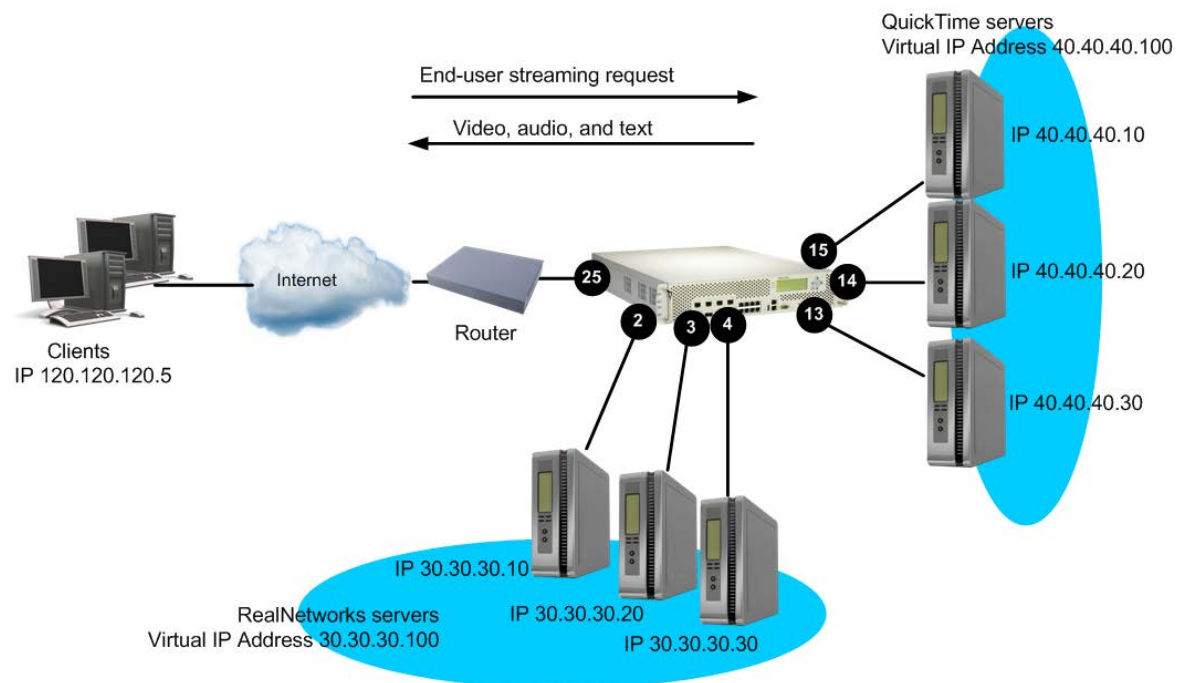 QuickTime servers
Virtual IP Address 40.40.40.100
End-user streaming request
Video, audio, and text
IP 40.40.40.10
15
Internet
25
14
IP 40.40.40.20
2
3
4
13
Router
Clients
IP 120.120.120.5
IP 40.40.40.30
IP 30.30.30.10
RealNetworks servers
Virtual IP Address 30.30.30.100
IP 30.30.30.20
IP 30.30.30.30